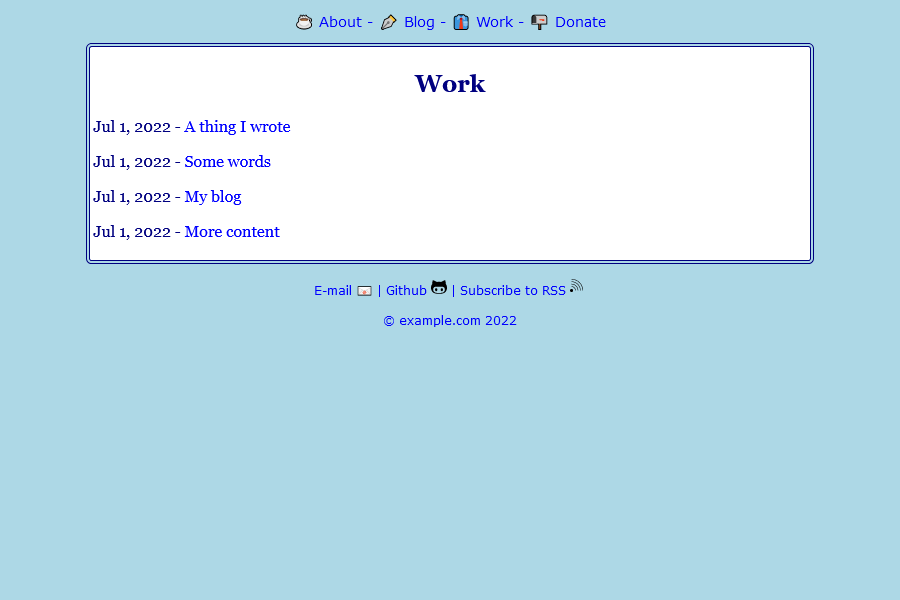 About - Blog - Work - Donate
Work
Jul 1, 2022 - A thing I wrote
Jul 1, 2022 - Some words
Jul 1, 2022 - My blog
Jul 1, 2022 - More content
E-mail | Github | Subscribe to RSS
© example.com 2022